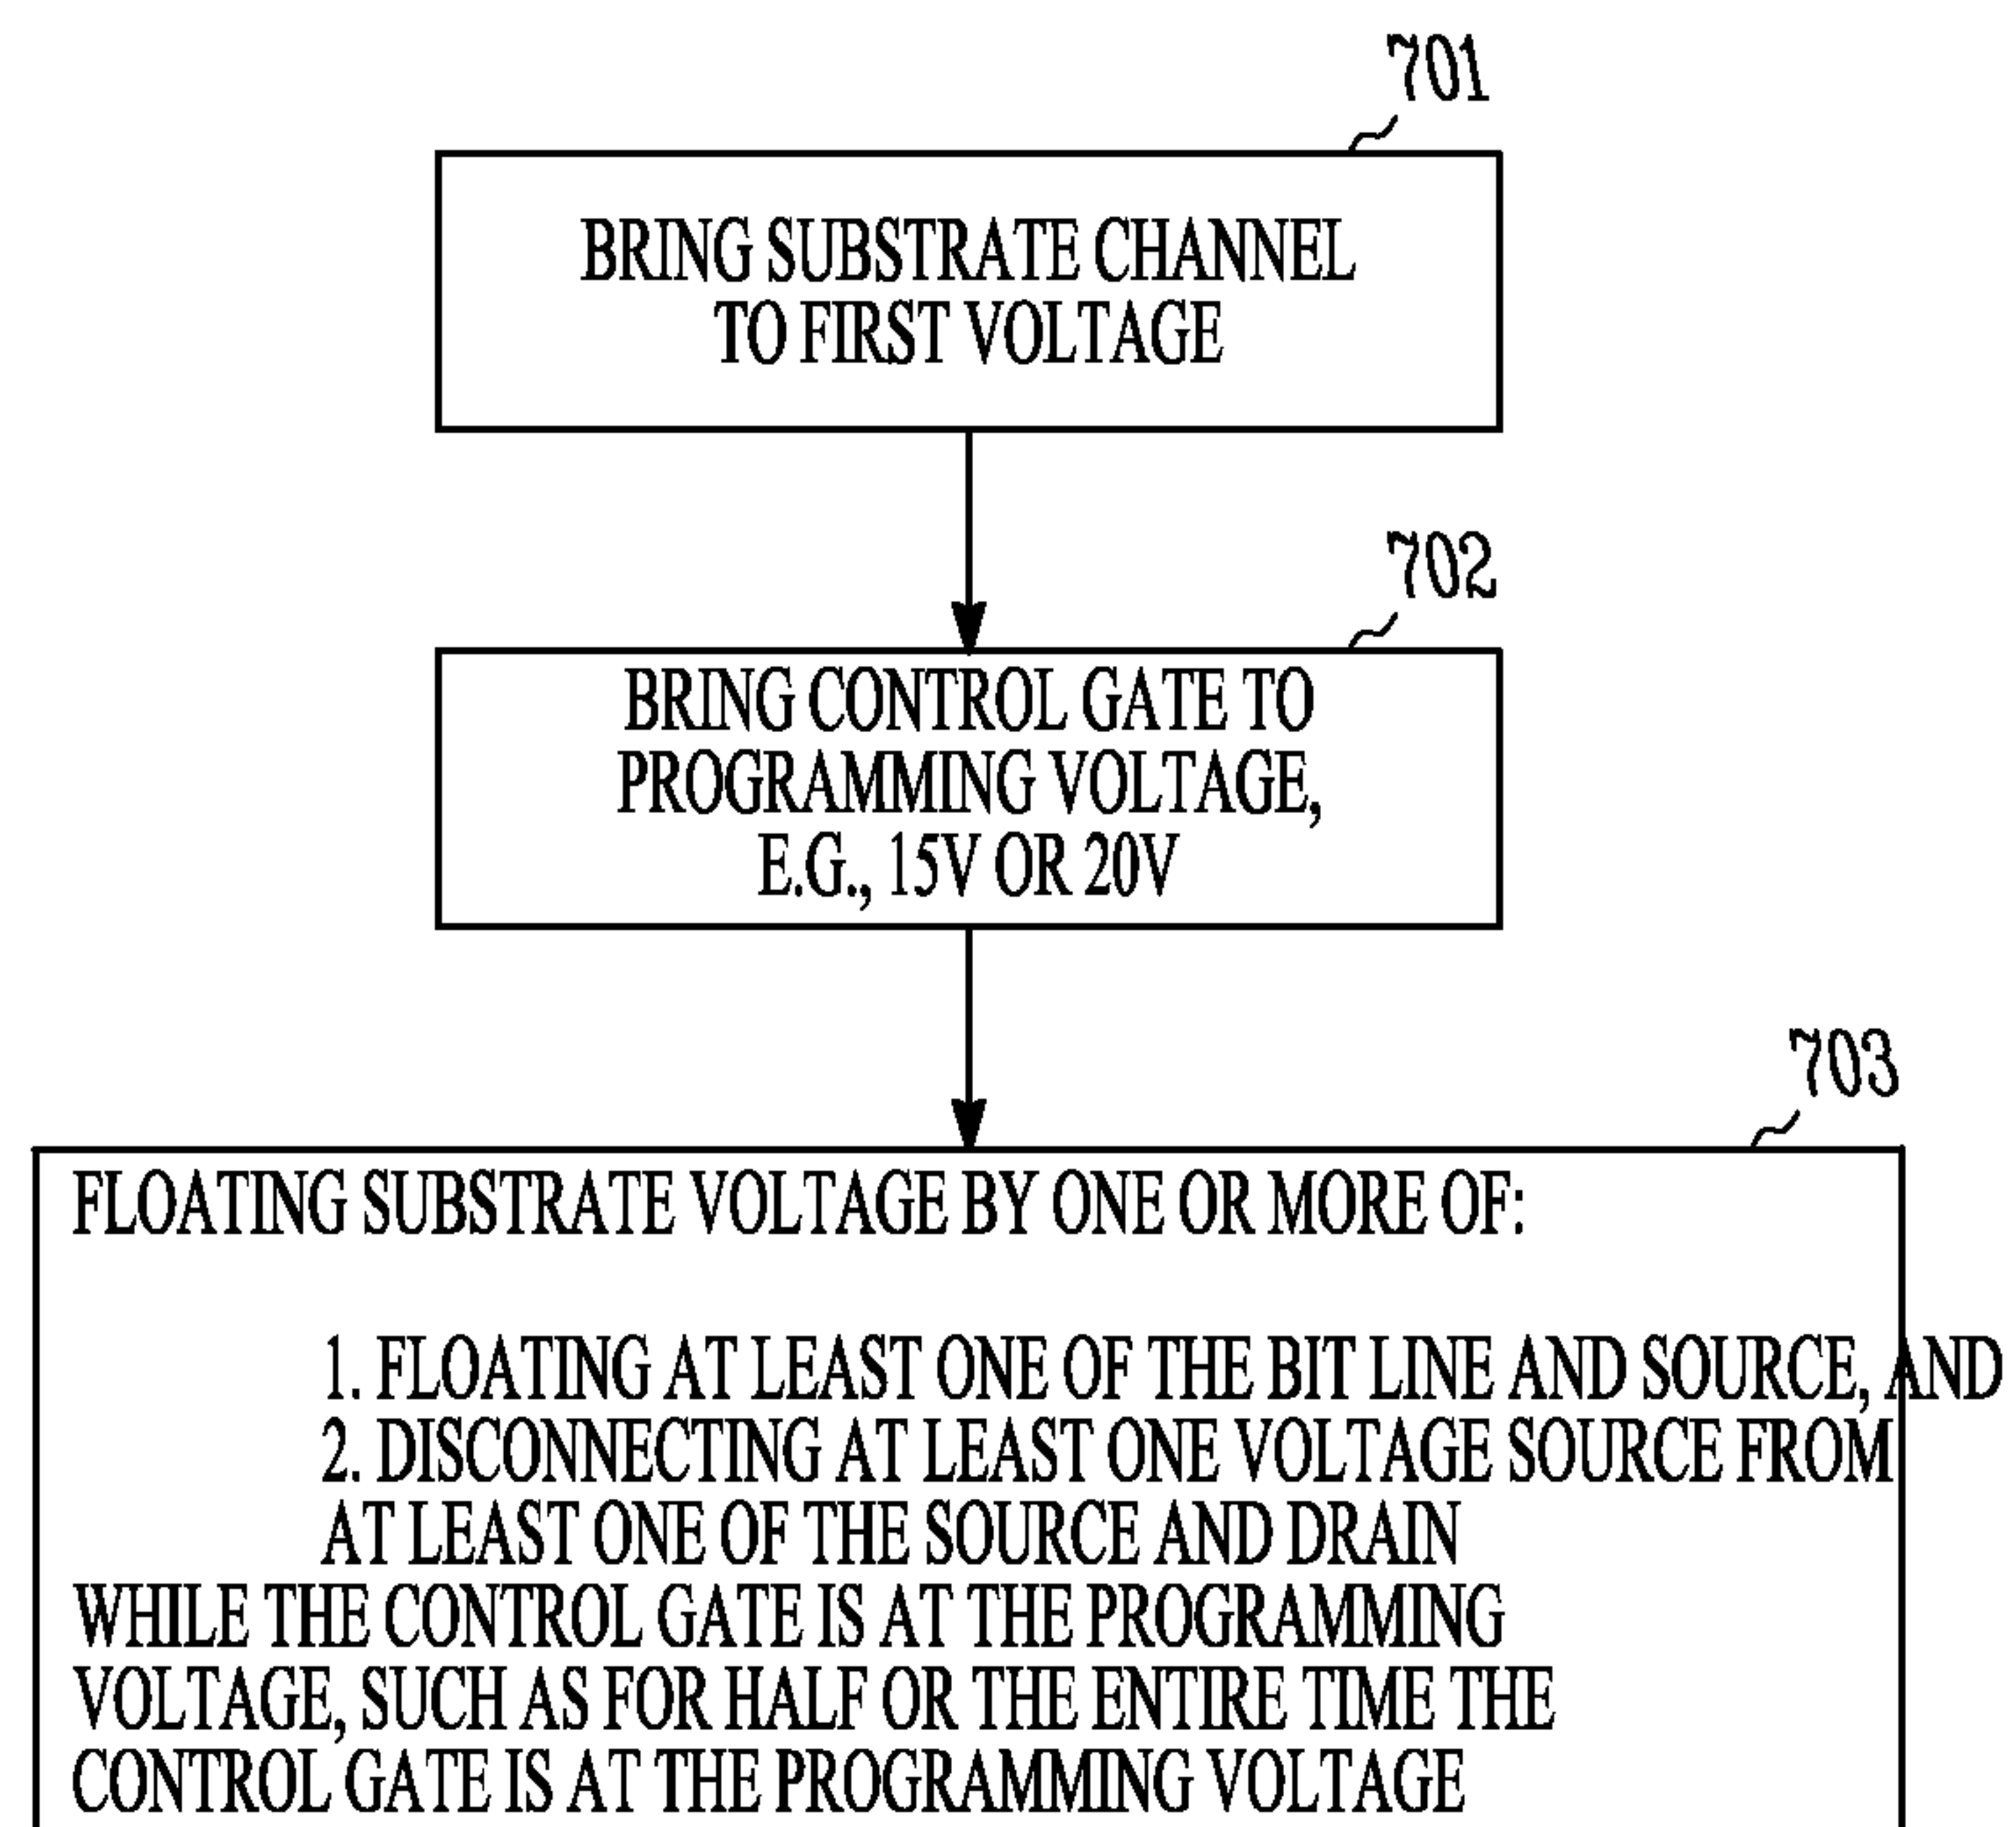 701
BRING SUBSTRATE CHANNEL
TO FIRST VOLTAGE
702
BRING CONTROL GATE TO
PROGRAMMING VOLTAGE,
E.G., 15V OR 20V
703
FLOATING SUBSTRATE VOLTAGE BY ONE OR MORE OF:
1. FLOATING AT LEAST ONE OF THE BIT LINE AND SOURCE, AND
2. DISCONNECTING AT LEAST ONE VOLTAGE SOURCE FROM
AT LEAST ONE OF THE SOURCE AND DRAIN
WHILE THE CONTROL GATE IS AT THE PROGRAMMING
VOLTAGE, SUCH AS FOR HALF OR THE ENTIRE TIME THE
CONTROL GATE IS AT THE PROGRAMMING VOLTAGE